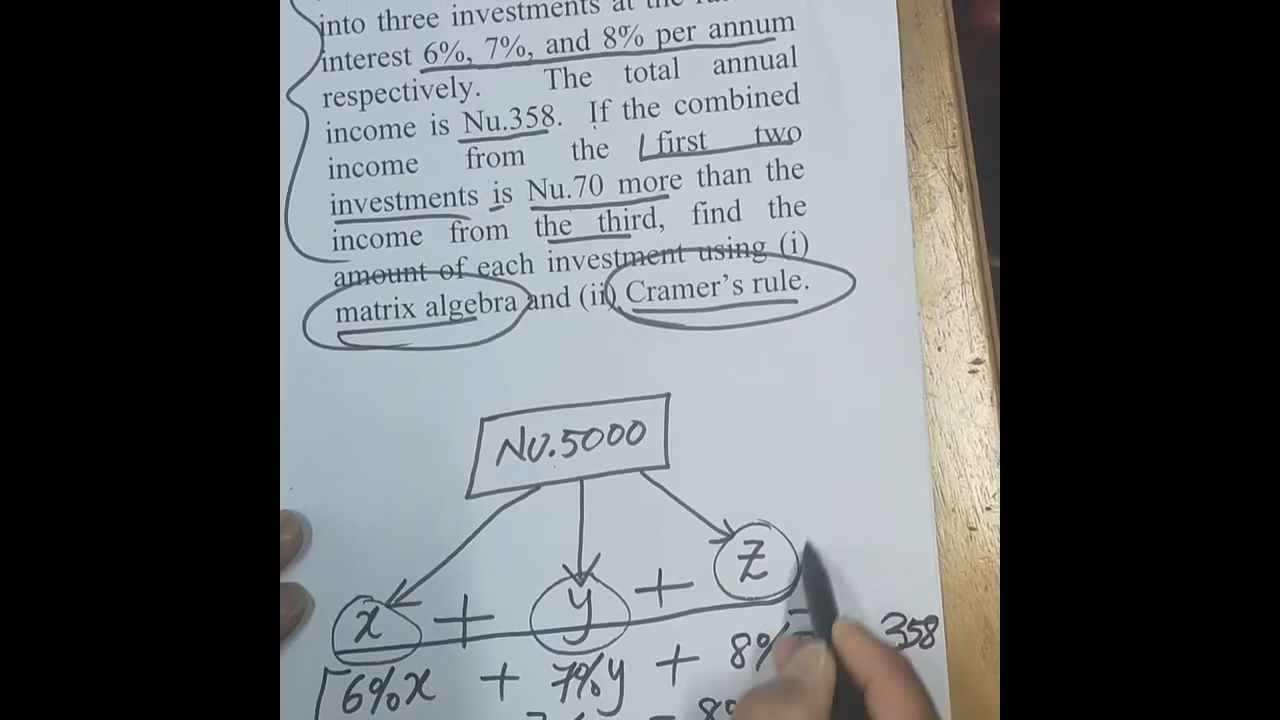 into three investments at the
interest 6%, 7%, and 8% per annum
respectively. The total annual
income is Nu.358. If the combined
income from the first two
investments is Nu.70 more than the
income from the third, find the
amount of each investment using (i)
matrix algebra and (ii) Cramer's rule.
NU.5000
x + y + z
6%x + 7%y + 8% 358